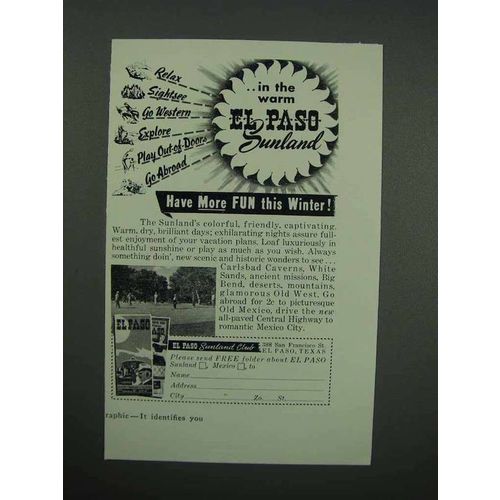 Relax
Sightsee
Go Western
Explore
Play Out-of-Doors
Go Abroad
...in the
warm
EL PASO
Sunland
Have More FUN this Winter!
The Sunland's colorful, friendly, captivating.
Warm, dry, brilliant days; exhilarating nights assure full-
est enjoyment of your vacation plans. Loaf luxuriously in
healthful sunshine or play as much as you wish. Always
something doin', new scenic and historic wonders to see...
Carlsbad Caverns, White
Sands, ancient missions, Big
Bend, deserts, mountains,
glamorous Old West. Go
abroad for 2c to picturesque
Old Mexico, drive the new
all-paved Central Highway to
romantic Mexico City.
EL PASO
EL PASO Sunland Club
San Francisco St.
EL PASO, TEXAS
Please send FREE folder about EL PASO
Sunland □, Mexico □, to
Name
Address
City Zo. St.
raphic—It identifies you